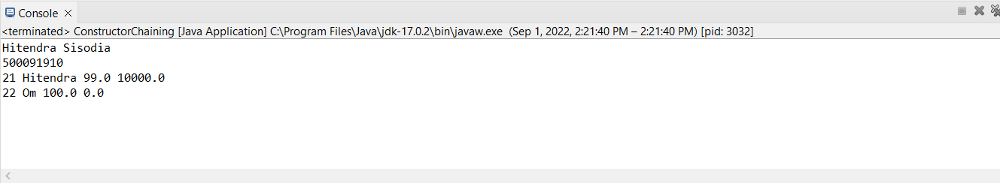 Console
<terminated> ConstructorChaining [Java Application] C:\Program Files\Java\jdk-17.0.2\bin\javaw.exe (Sep 1, 2022, 2:21:40 PM – 2:21:40 PM) [pid: 3032]
Hitendra Sisodia
500091910
21 Hitendra 99.0 10000.0
22 Om 100.0 0.0